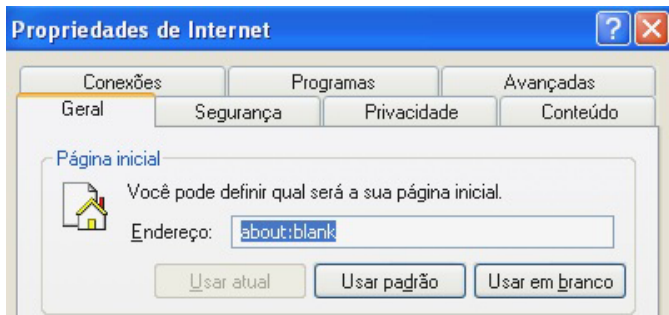 Propriedades de Internet
Conexões Programas Avançadas
Geral Segurança Privacidade Conteúdo
Página inicial
Você pode definir qual será a sua página inicial.
Endereço: about:blank
Usar atual Usar padrão Usar em branco